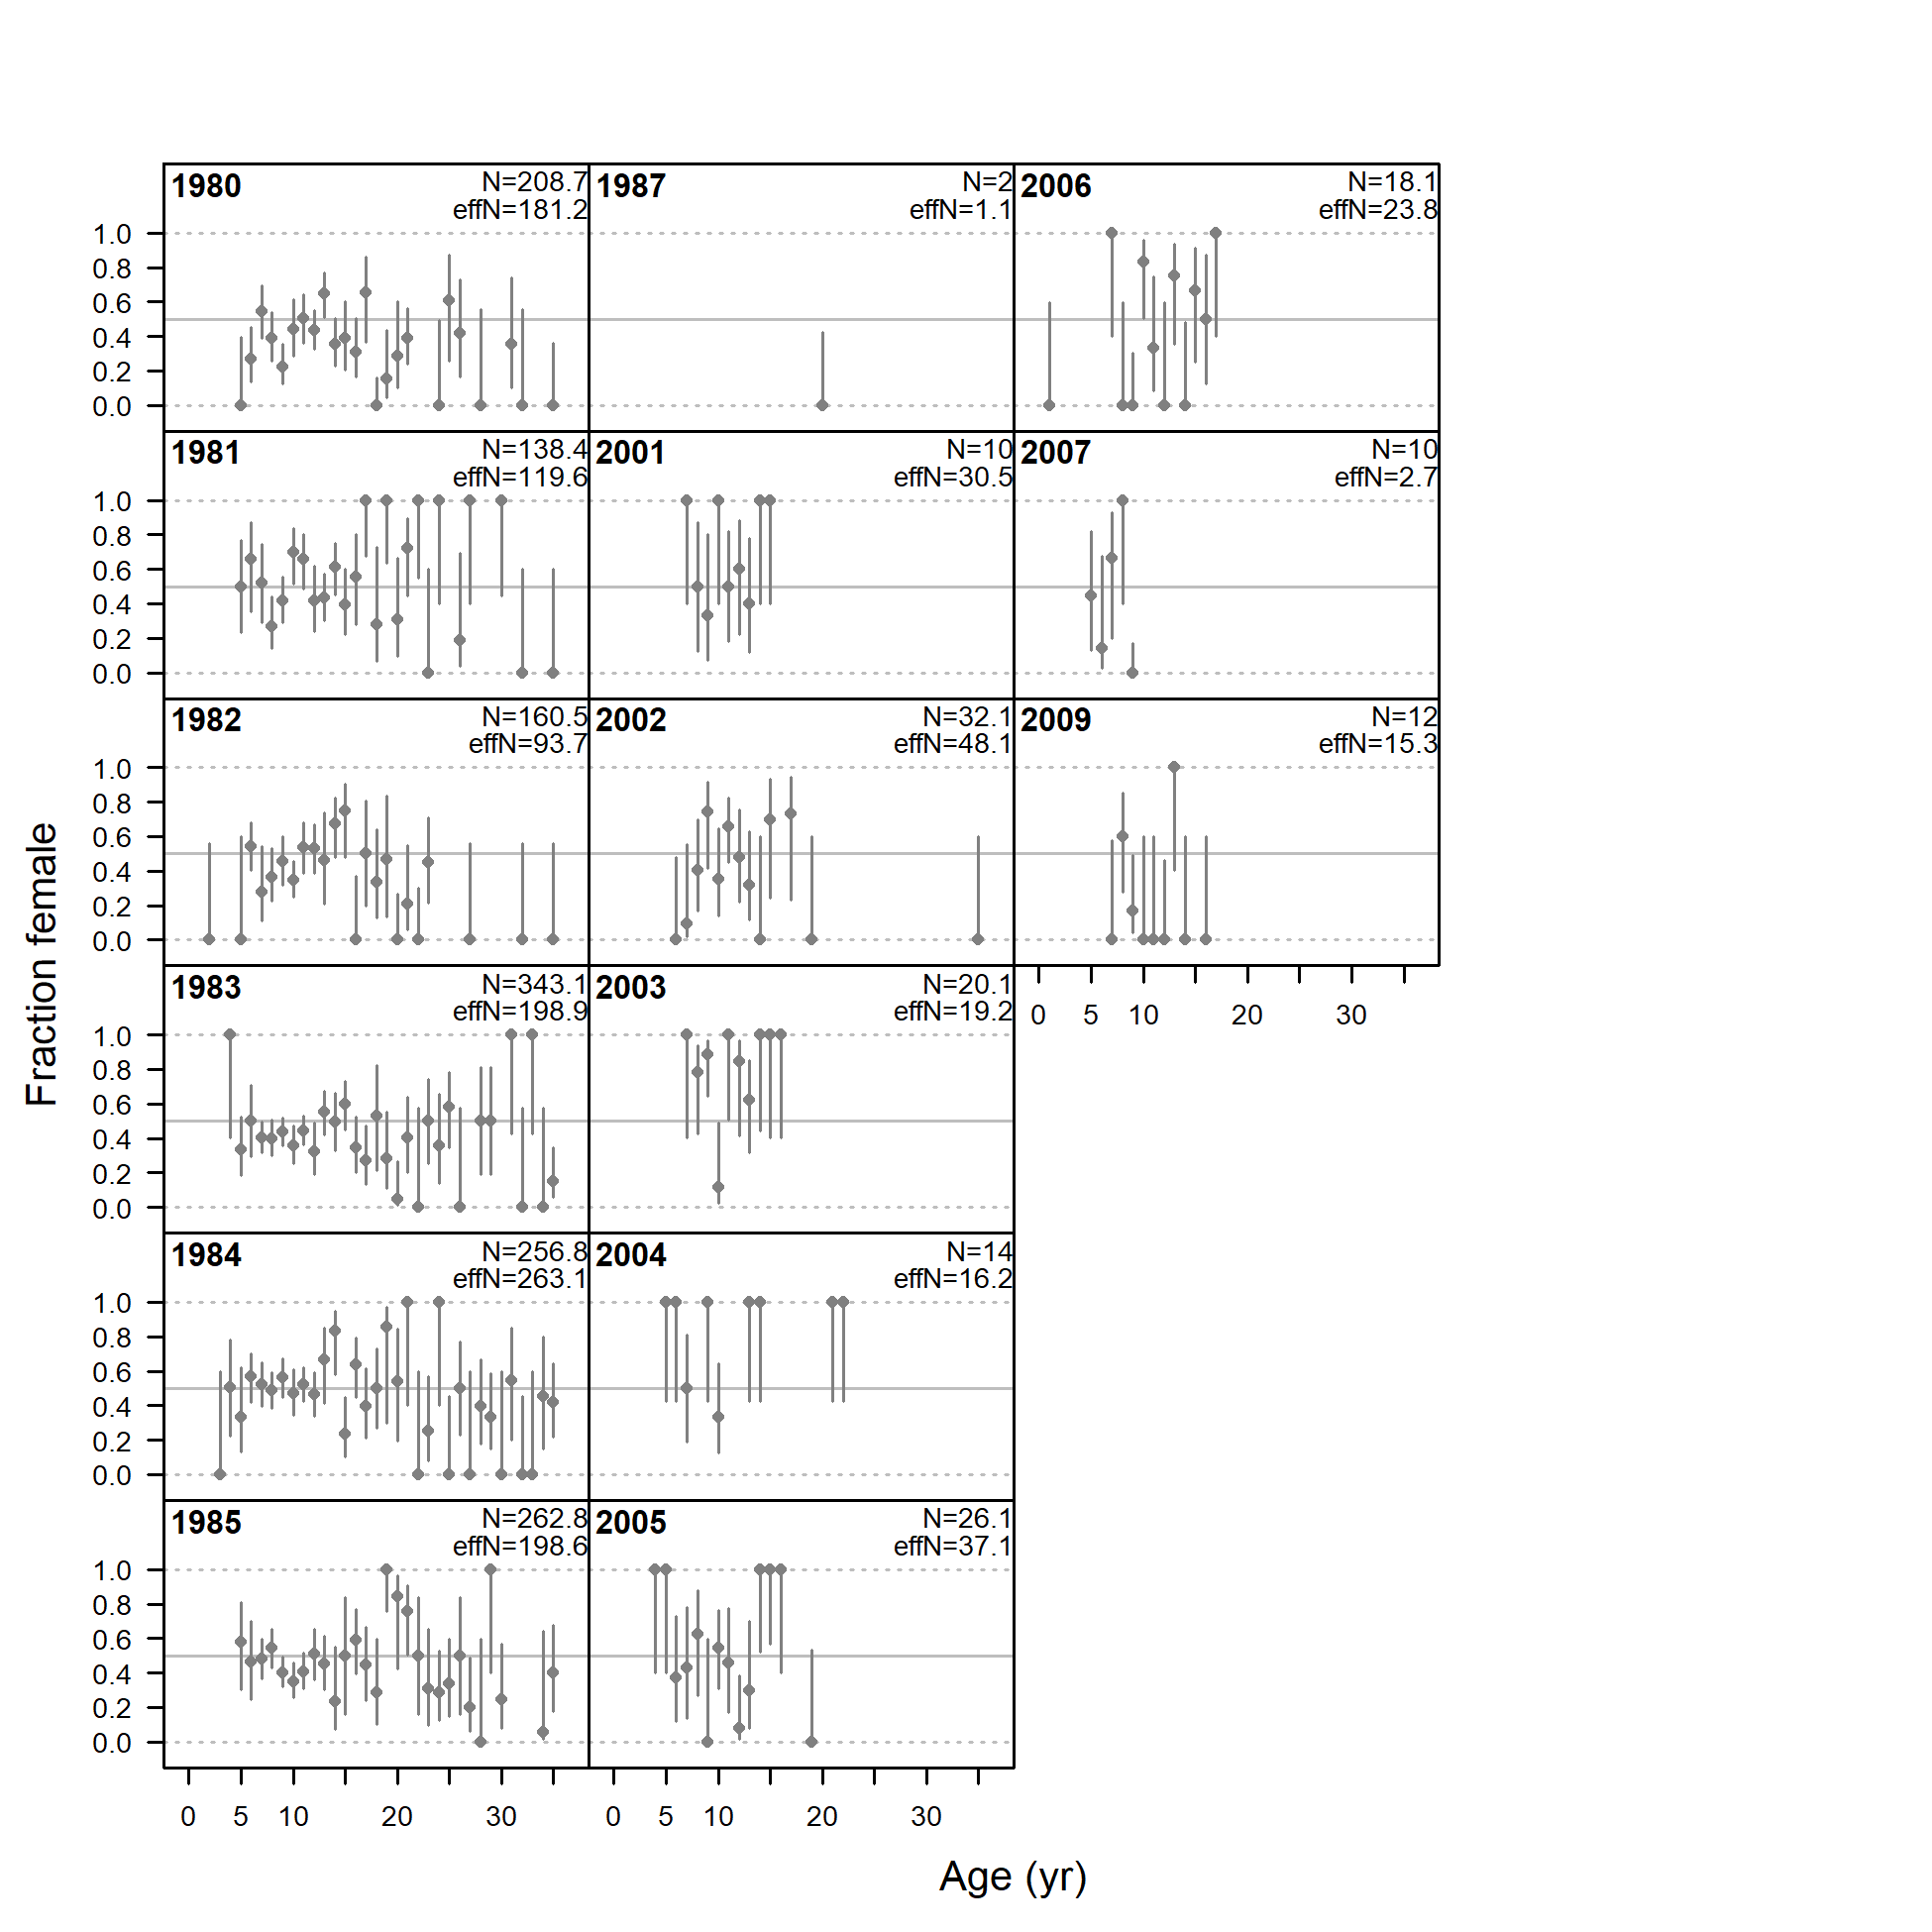 1980 N=208.7
effN=181.2
1987 N=2
effN=1.1
2006 N=18.1
effN=23.8
1.0
0.8
0.6
0.4
0.2
0.0
1981 N=138.4
effN=119.6
2001 N=10
effN=30.5
2007 N=10
effN=2.7
1.0
0.8
0.6
0.4
0.2
0.0
1982 N=160.5
effN=93.7
2002 N=32.1
effN=48.1
2009 N=12
effN=15.3
1.0
0.8
0.6
0.4
0.2
0.0
0 5 10 20 30
1983 N=343.1
effN=198.9
2003 N=20.1
effN=19.2
1.0
0.8
0.6
0.4
0.2
0.0
1984 N=256.8
effN=263.1
2004 N=14
effN=16.2
1.0
0.8
0.6
0.4
0.2
0.0
1985 N=262.8
effN=198.6
2005 N=26.1
effN=37.1
1.0
0.8
0.6
0.4
0.2
0.0
0 5 10 20 30
0 5 10 20 30
Fraction female
Age (yr)